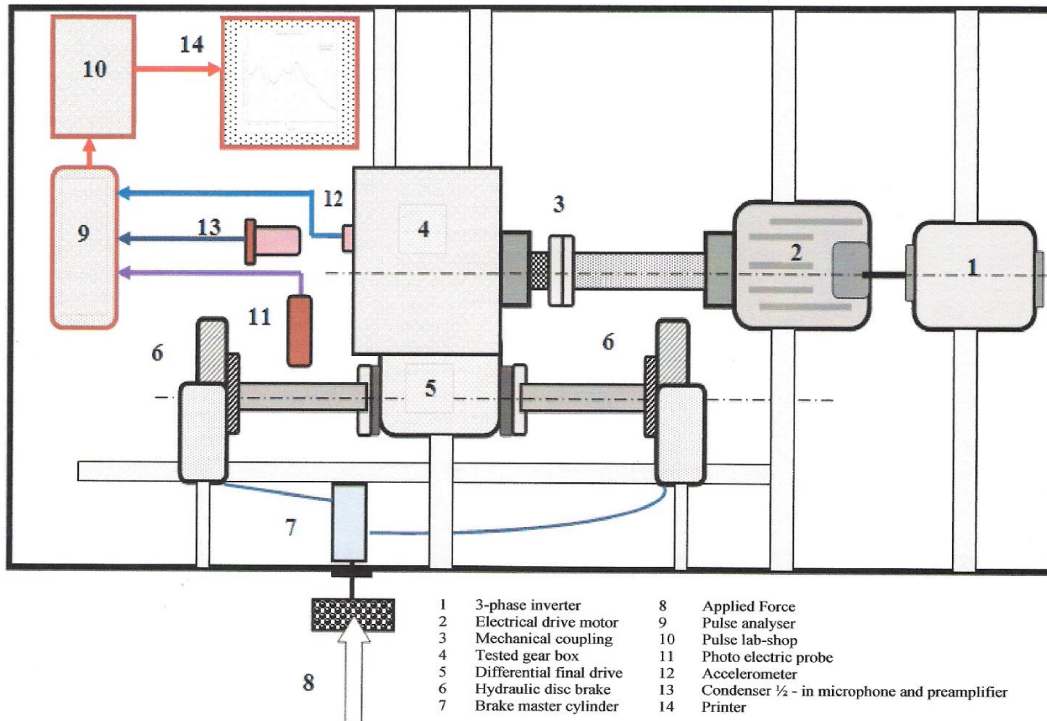 14
10
12
3
13
9
4
2
1
11
6
6
5
7
8
1 3-phase inverter
2 Electrical drive motor
3 Mechanical coupling
4 Tested gear box
5 Differential final drive
6 Hydraulic disc brake
7 Brake master cylinder
8 Applied Force
9 Pulse analyser
10 Pulse lab-shop
11 Photo electric probe
12 Accelerometer
13 Condenser ½ - in microphone and preamplifier
14 Printer